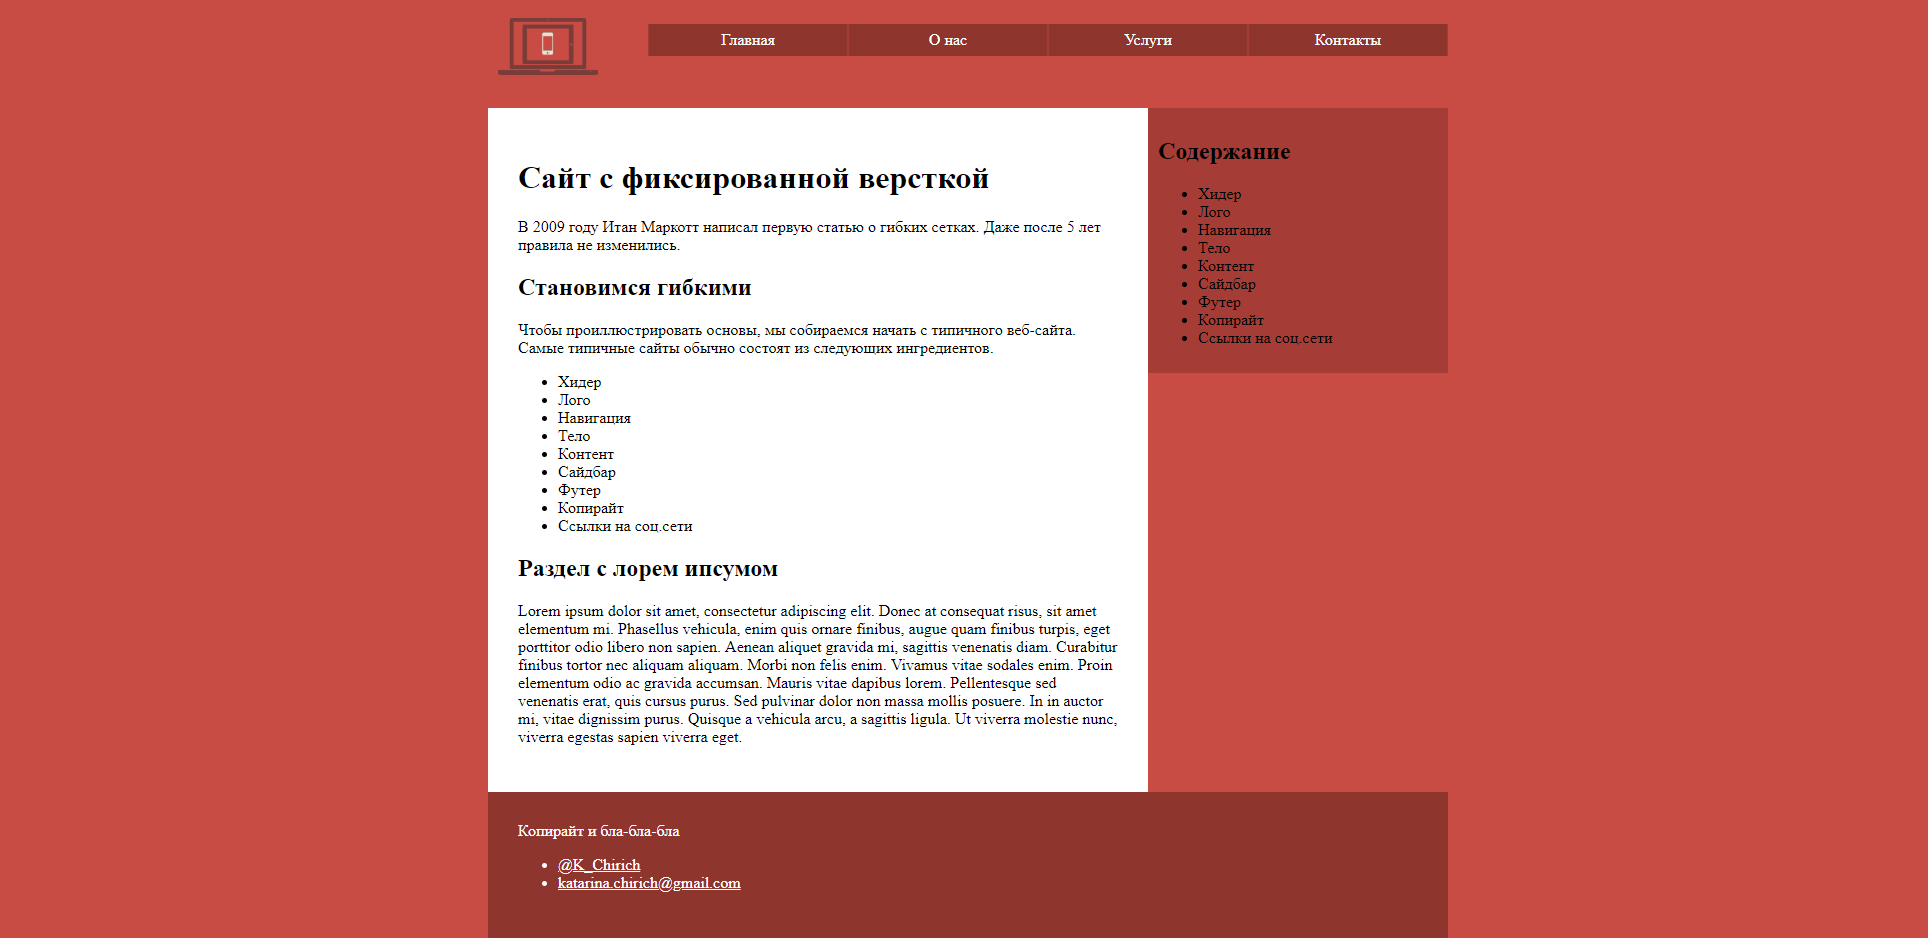 Главная
О нас
Услуги
Контакты
Сайт с фиксированной версткой
В 2009 году Итан Маркотт написал первую статью о гибких сетках. Даже после 5 лет
правила не изменились.
Становимся гибкими
Чтобы проиллюстрировать основы, мы собираемся начать с типичного веб-сайта.
Самые типичные сайты обычно состоят из следующих ингредиентов.
Хидер
Лого
Навигация
Тело
Контент
Сайдбар
Футер
Копирайт
Ссылки на соц.сети
Раздел с лорем ипсумом
Lorem ipsum dolor sit amet, consectetur adipiscing elit. Donec at consequat risus, sit amet
elementum mi. Phasellus vehicula, enim quis ornare finibus, augue quam finibus turpis, eget
porttitor odio libero non sapien. Aenean aliquet gravida mi, sagittis venenatis diam. Curabitur
finibus tortor nec aliquam aliquam. Morbi non felis enim. Vivamus vitae sodales enim. Proin
elementum odio ac gravida accumsan. Mauris vitae dapibus lorem. Pellentesque sed
venenatis erat, quis cursus purus. Sed pulvinar dolor non massa mollis posuere. In in auctor
mi, vitae dignissim purus. Quisque a vehicula arcu, a sagittis ligula. Ut viverra molestie nunc,
viverra egestas sapien viverra eget.
Содержание
Хидер
Лого
Навигация
Тело
Контент
Сайдбар
Футер
Копирайт
Ссылки на соц.сети
Копирайт и бла-бла-бла
@K_Chirich
katarina.chirich@gmail.com